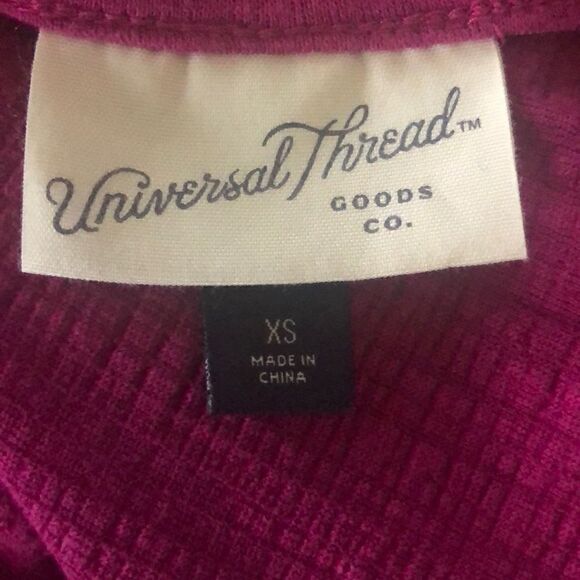 Universal Thread™
GOODS
CO.
XS
MADE IN
CHINA